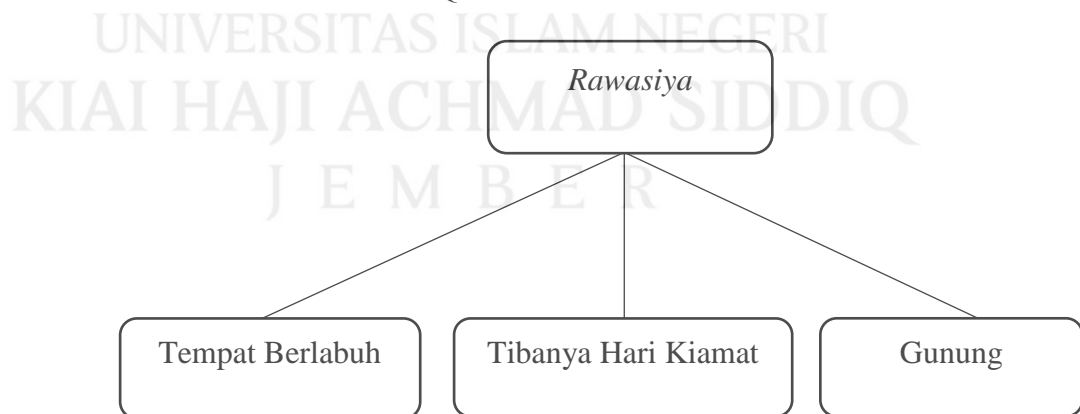 UNIVERSITAS ISLAM NEGERI
KIAI HAJI ACHMAD SIDDIQ
J E M B E R
Rawasiya
Tempat Berlabuh
Tibanya Hari Kiamat
Gunung